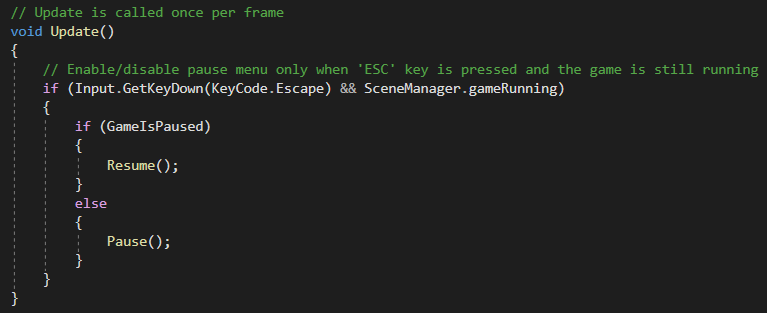 // Update is called once per frame
void Update()
{
    // Enable/disable pause menu only when 'ESC' key is pressed and the game is still running
    if (Input.GetKeyDown(KeyCode.Escape) && SceneManager.gameRunning)
    {
        if (GameIsPaused)
        {
            Resume();
        }
        else
        {
            Pause();
        }
    }
}